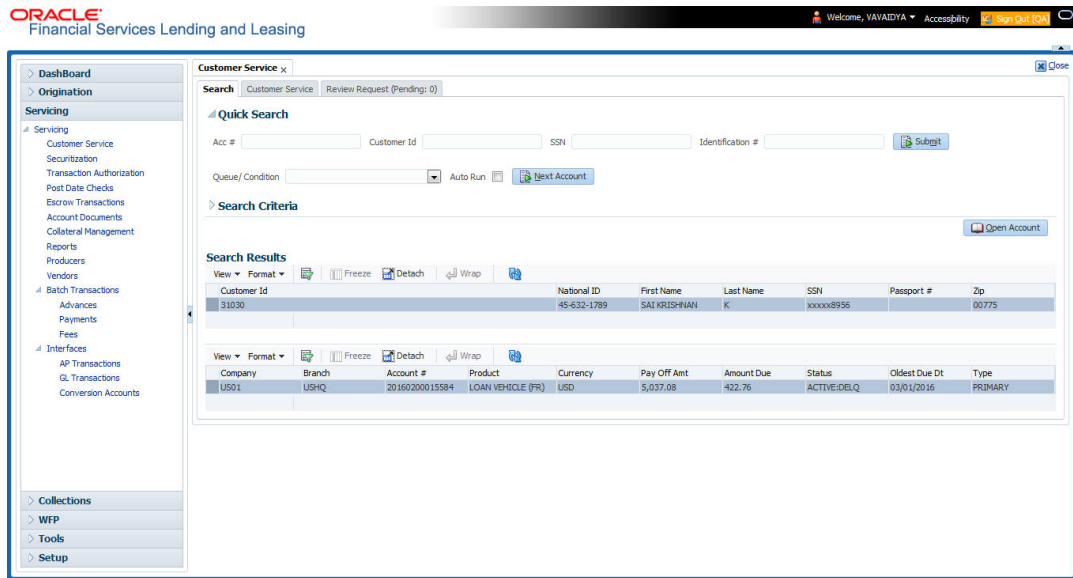 ORACLE
Financial Services Lending and Leasing
Welcome, VAVAIDYA
Accessibility
Sign Out [QA]
Close
DashBoard
Origination
Servicing
Servicing
Customer Service
Securitization
Transaction Authorization
Post Date Checks
Escrow Transactions
Account Documents
Collateral Management
Reports
Producers
Vendors
Batch Transactions
Advances
Payments
Fees
Interfaces
AP Transactions
GL Transactions
Conversion Accounts
Collections
WFP
Tools
Setup
Customer Service x
Search Customer Service Review Request (Pending: 0)
Quick Search
Acc # Customer Id SSN Identification # Submit
Queue/ Condition Auto Run Next Account
Search Criteria
Open Account
Search Results
View Format Freeze Detach Wrap
Customer Id National ID First Name Last Name SSN Passport # Zip
31030 45-632-1789 SAI KRISHNAN K xxxxx8956 00775
View Format Freeze Detach Wrap
Company Branch Account # Product Currency Pay Off Amt Amount Due Status Oldest Due Dt Type
US01 USHQ 20160200015584 LOAN VEHICLE (FR) USD 5,037.08 422.76 ACTIVE:DELQ 03/01/2016 PRIMARY